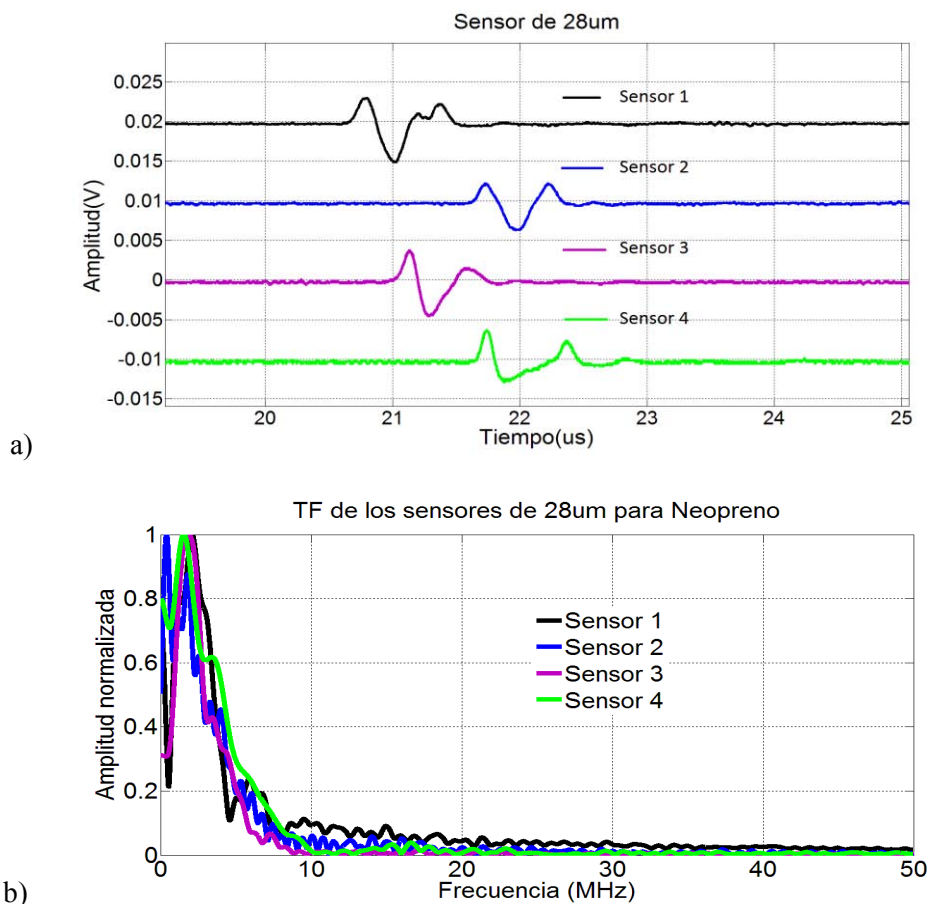 Sensor de 28um
Amplitud(V)
0.025
0.02
0.015
0.01
0.005
0
-0.005
-0.01
-0.015
Sensor 1
Sensor 2
Sensor 3
Sensor 4
20 21 22 23 24 25
Tiempo(us)
a)
TF de los sensores de 28um para Neopreno
Amplitud normalizada
1
0.8
0.6
0.4
0.2
0
Sensor 1
Sensor 2
Sensor 3
Sensor 4
0 10 20 30 40 50
Frecuencia (MHz)
b)